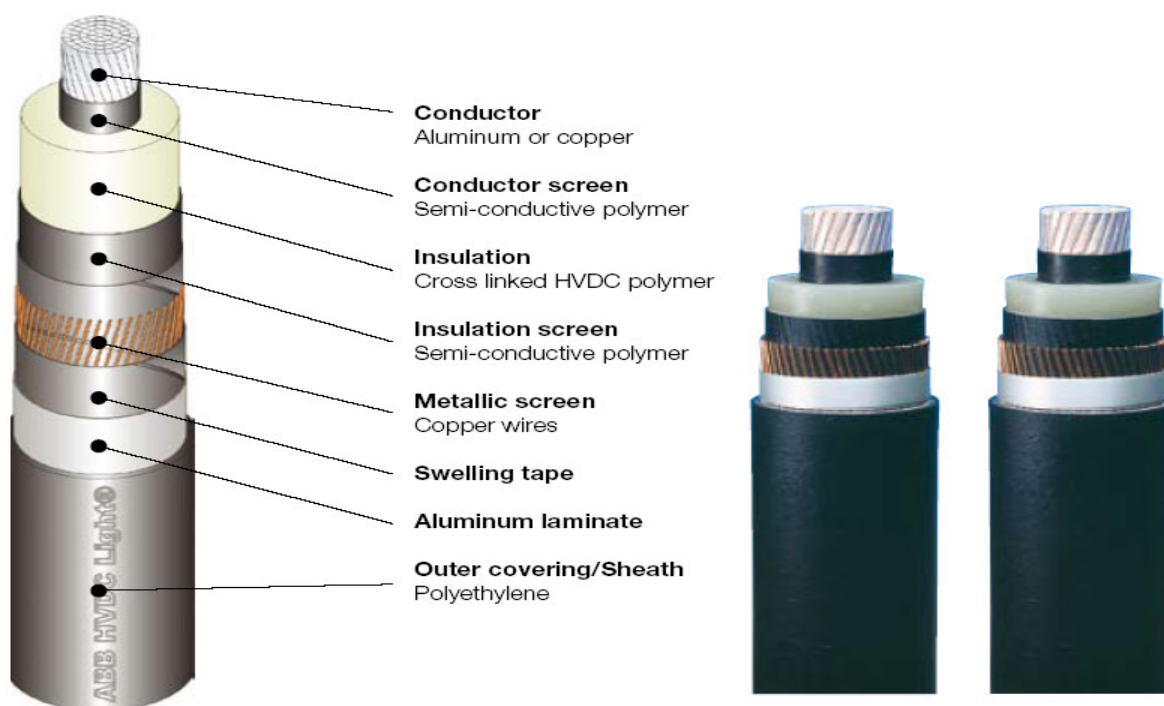 Conductor
Aluminum or copper
Conductor screen
Semi-conductive polymer
Insulation
Cross linked HVDC polymer
Insulation screen
Semi-conductive polymer
Metallic screen
Copper wires
Swelling tape
Aluminum laminate
Outer covering/Sheath
Polyethylene
ABB HVDC Light®